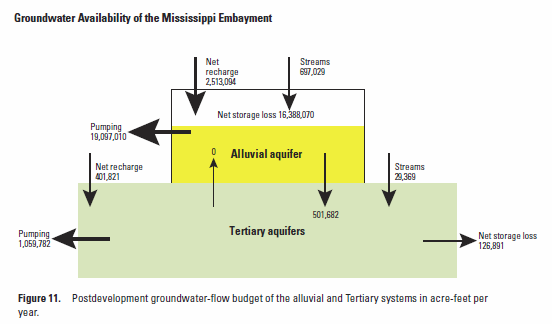 Groundwater Availability of the Mississippi Embayment
Net
recharge
2,513,094
Streams
697,029
Net storage loss 16,388,070
Pumping
19,097,010
0
Alluvial aquifer
Net recharge
401,821
Streams
29,369
501,682
Tertiary aquifers
Pumping
1,059,782
Net storage loss
126,891
Figure 11. Postdevelopment groundwater-flow budget of the alluvial and Tertiary systems in acre-feet per
year.